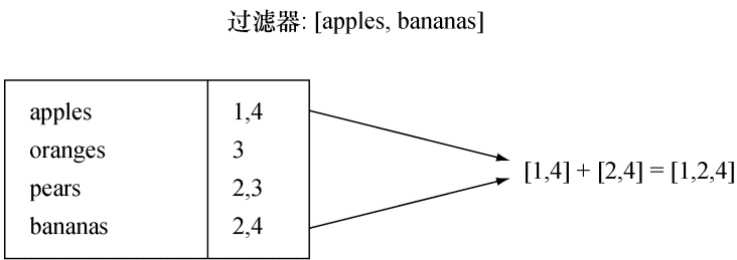 过滤器: [apples, bananas]
apples 1,4
oranges 3
pears 2,3
bananas 2,4
[1,4] + [2,4] = [1,2,4]